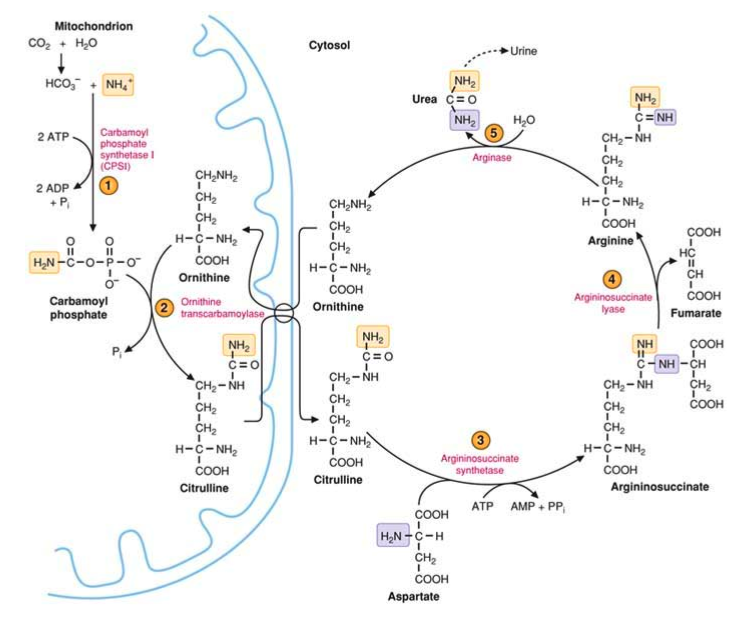 Mitochondrion
CO₂ + H₂O
HCO₃⁻ + NH₄⁺
2 ATP
Carbamoyl
phosphate
synthetase I
(CPSI)
1
2 ADP
+ Pᵢ
O O
H₂N–C–O–P–O⁻
O⁻
Carbamoyl
phosphate
CH₂NH₂
CH₂
CH₂
H–C–NH₂
COOH
Ornithine
2
Ornithine
transcarbamoylase
Pᵢ
NH₂
C=O
CH₂–NH
CH₂
CH₂
H–C–NH₂
COOH
Citrulline
Cytosol
CH₂NH₂
CH₂
CH₂
H–C–NH₂
COOH
Ornithine
NH₂
C=O
CH₂–NH
CH₂
CH₂
H–C–NH₂
COOH
Citrulline
3
Argininosuccinate
synthetase
ATP AMP + PPᵢ
COOH
H₂N–C–H
CH₂
COOH
Aspartate
NH COOH
C–NH–CH
CH₂–NH CH₂
CH₂ COOH
CH₂
H–C–NH₂
COOH
Argininosuccinate
4
Argininosuccinate
lyase
COOH
HC
CH
COOH
Fumarate
NH₂
C=NH
CH₂–NH
CH₂
CH₂
H–C–NH₂
COOH
Arginine
5
Arginase
H₂O
NH₂
Urea C=O
NH₂
Urine